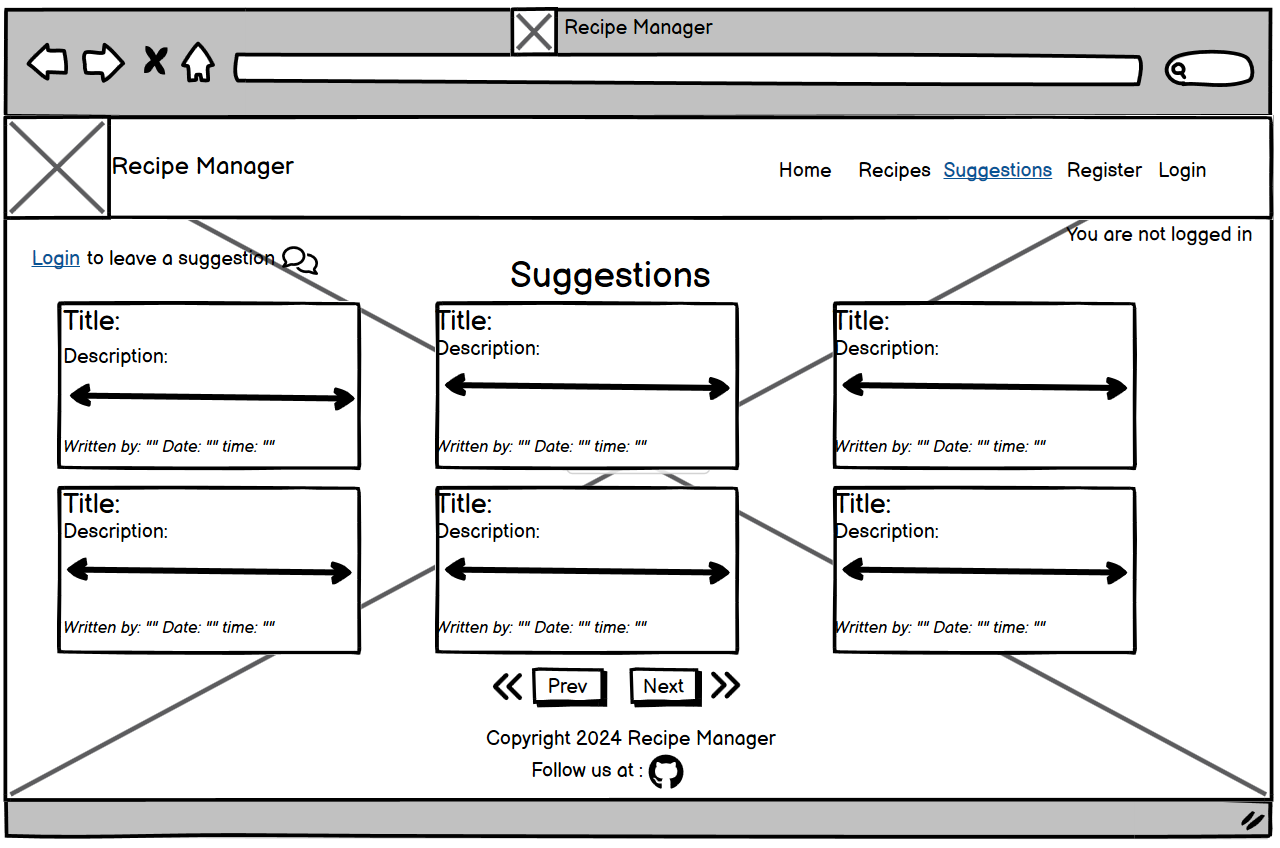 Recipe Manager
Recipe Manager
Home Recipes Suggestions Register Login
You are not logged in
Login to leave a suggestion
Suggestions
Title: Title: Title:
Description: Description: Description:
Written by: "" Date: "" time: "" Written by: "" Date: "" time: "" Written by: "" Date: "" time: ""
Title: Title: Title:
Description: Description: Description:
Written by: "" Date: "" time: "" Written by: "" Date: "" time: "" Written by: "" Date: "" time: ""
Prev Next
Copyright 2024 Recipe Manager
Follow us at :